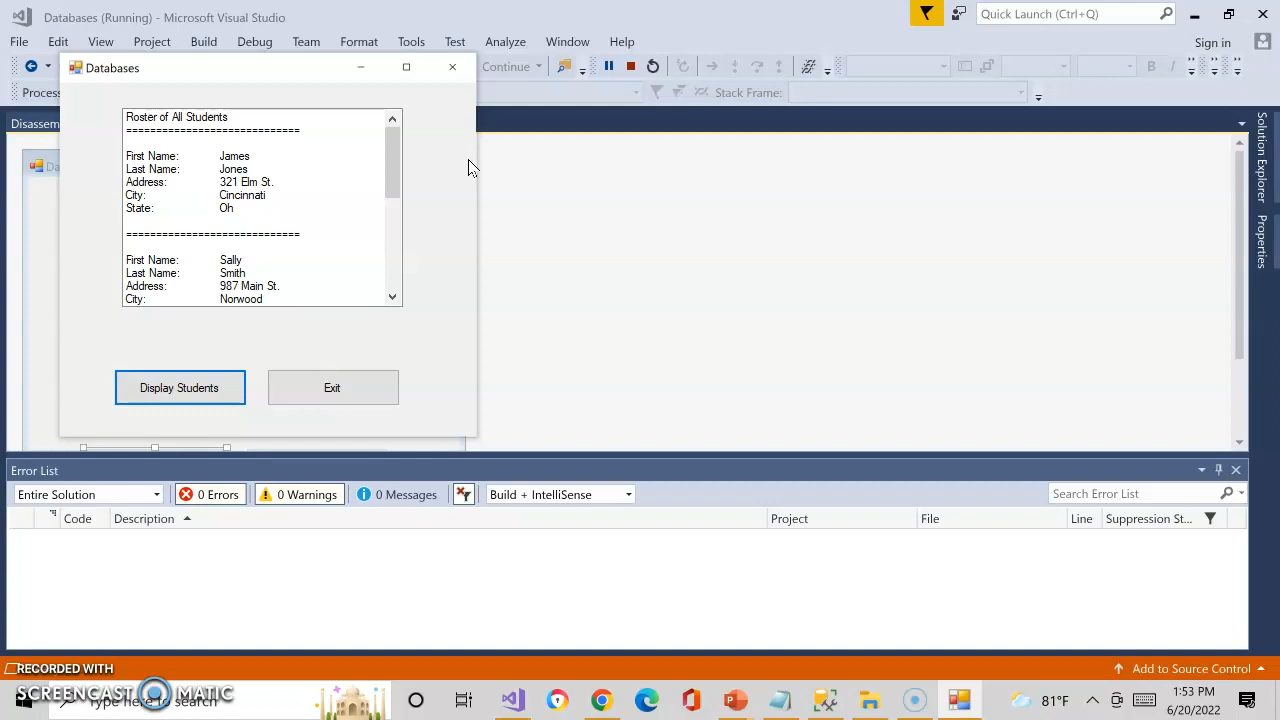 Databases (Running) - Microsoft Visual Studio
Quick Launch (Ctrl+Q)
File Edit View Project Build Debug Team Format Tools Test Analyze Window Help
Sign in
Databases
Continue
Proces
Stack Frame:
Disassem
Da
Roster of All Students
=============================
First Name: James
Last Name: Jones
Address: 321 Elm St.
City: Cincinnati
State: Oh
=============================
First Name: Sally
Last Name: Smith
Address: 987 Main St.
City: Norwood
Display Students
Exit
Solution Explorer
Properties
Error List
Entire Solution
0 Errors
0 Warnings
0 Messages
Build + IntelliSense
Search Error List
Code Description Project File Line Suppression St...
RECORDED WITH
SCREENCAST MATIC
Add to Source Control
Type here to search
81°F
1:53 PM
6/20/2022